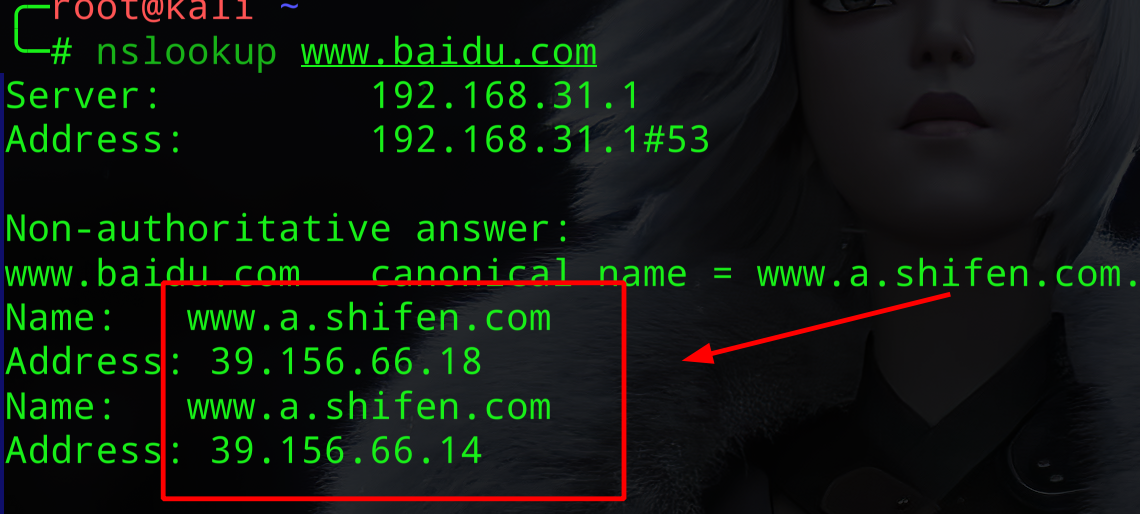 root@kali ~
# nslookup www.baidu.com
Server: 192.168.31.1
Address: 192.168.31.1#53
Non-authoritative answer:
www.baidu.com canonical name = www.a.shifen.com.
Name: www.a.shifen.com
Address: 39.156.66.18
Name: www.a.shifen.com
Address: 39.156.66.14